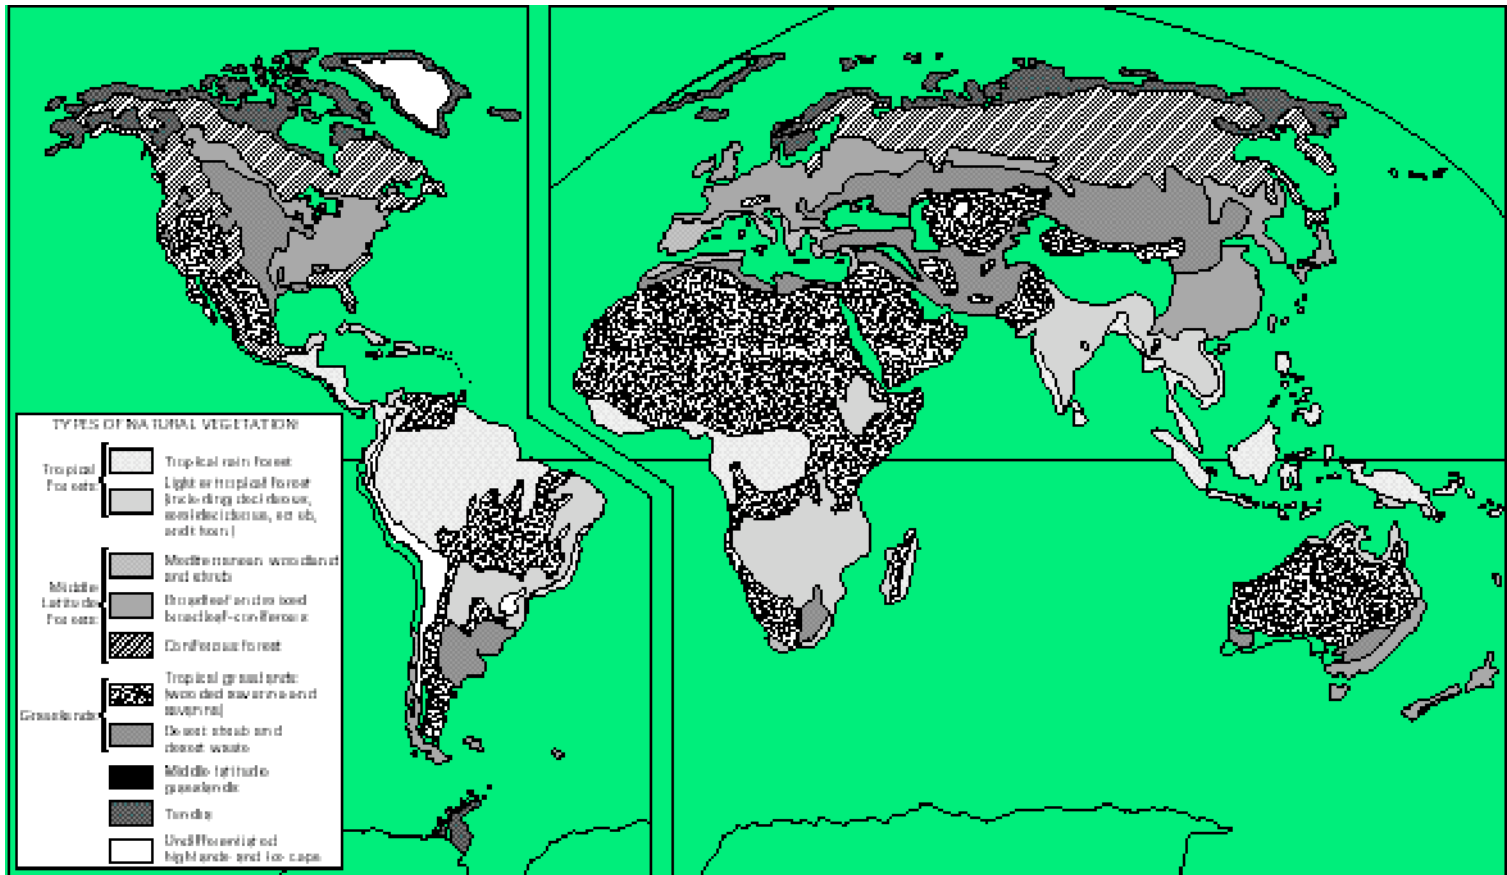 TYPES OF NATURAL VEGETATION
Tropical
Forests
Tropical rain forest
Lighter tropical forest
(including deciduous,
semideciduous, scrub,
and thorn)
Middle
Latitude
Forests
Mediterranean woodland
and shrub
Broadleaf and mixed
broadleaf-coniferous
Coniferous forest
Grasslands
Tropical grasslands
(wooded savanna and
savanna)
Desert shrub and
desert waste
Middle latitude
grasslands
Tundra
Undifferentiated
highlands and ice caps